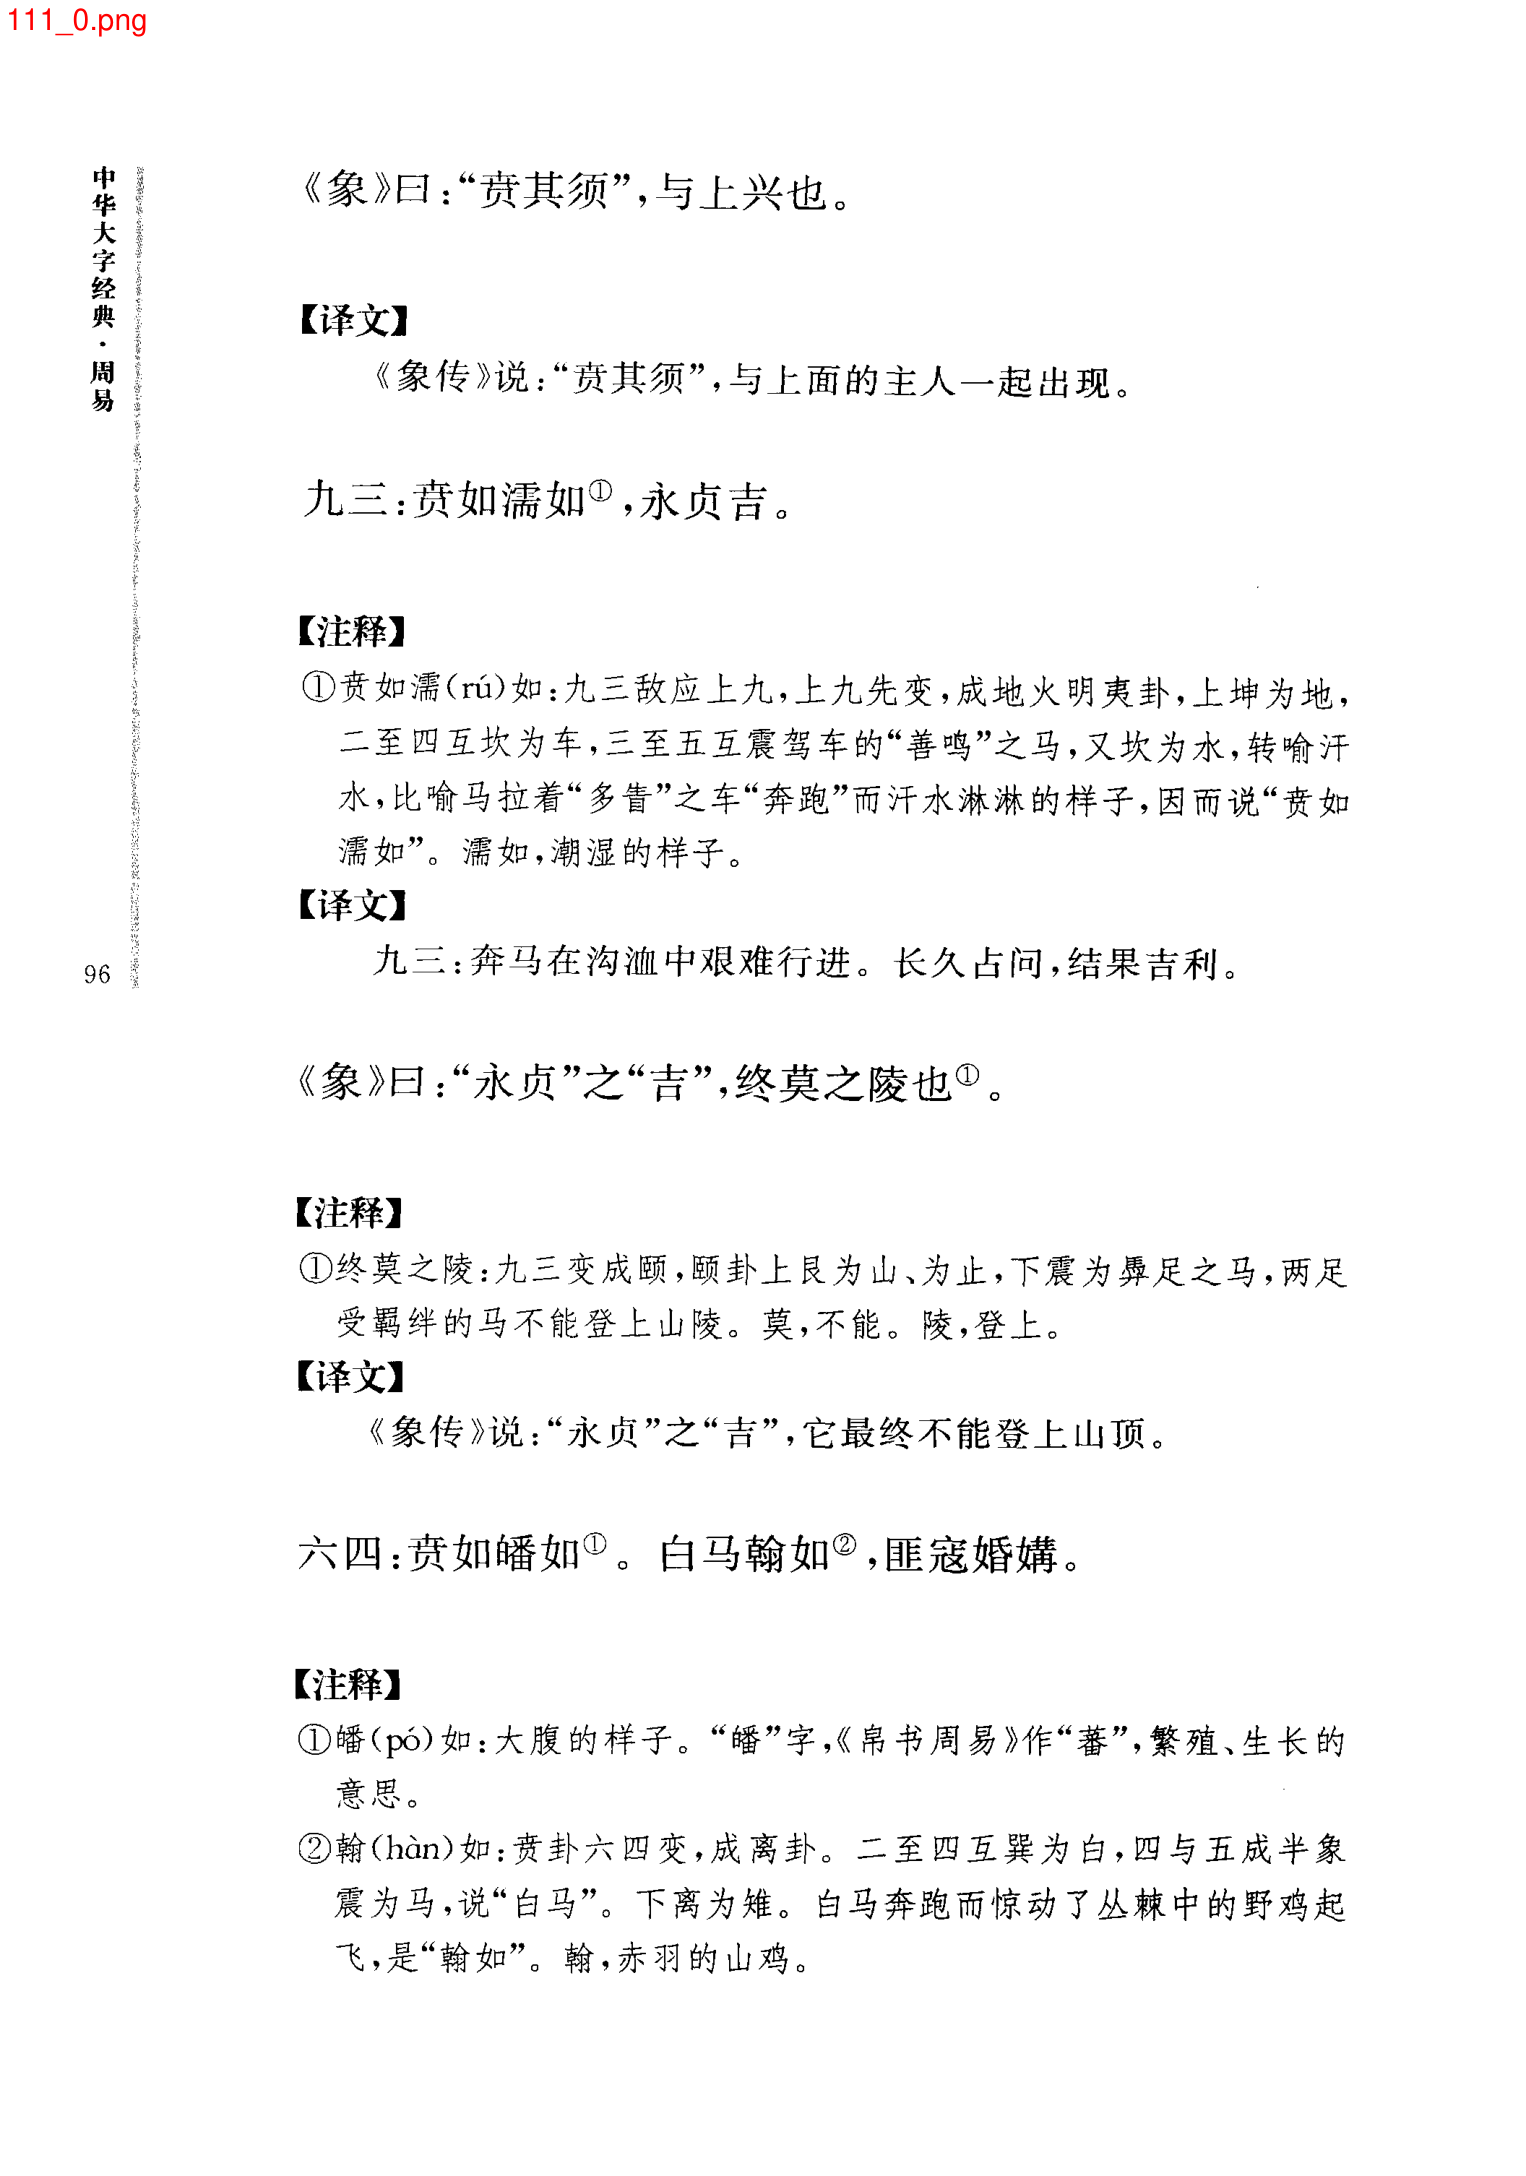 111_0.png
中华大字经典·周易
96
《象》曰：“贲其须”，与上兴也。
【译文】
《象传》说：“贲其须”，与上面的主人一起出现。
九三：贲如濡如①，永贞吉。
【注释】
①贲如濡(rú)如：九三敌应上九，上九先变，成地火明夷卦，上坤为地，
二至四互坎为车，三至五互震驾车的“善鸣”之马，又坎为水，转喻汗
水，比喻马拉着“多眚”之车“奔跑”而汗水淋淋的样子，因而说“贲如
濡如”。濡如，潮湿的样子。
【译文】
九三：奔马在沟洫中艰难行进。长久占问，结果吉利。
《象》曰：“永贞”之“吉”，终莫之陵也①。
【注释】
①终莫之陵：九三变成颐，颐卦上艮为山、为止，下震为馵足之马，两足
受羁绊的马不能登上山陵。莫，不能。陵，登上。
【译文】
《象传》说：“永贞”之“吉”，它最终不能登上山顶。
六四：贲如皤如①。白马翰如②，匪寇婚媾。
【注释】
①皤(pó)如：大腹的样子。“皤”字，《帛书周易》作“蕃”，繁殖、生长的
意思。
②翰(hàn)如：贲卦六四变，成离卦。二至四互巽为白，四与五成半象
震为马，说“白马”。下离为雉。白马奔跑而惊动了丛棘中的野鸡起
飞，是“翰如”。翰，赤羽的山鸡。